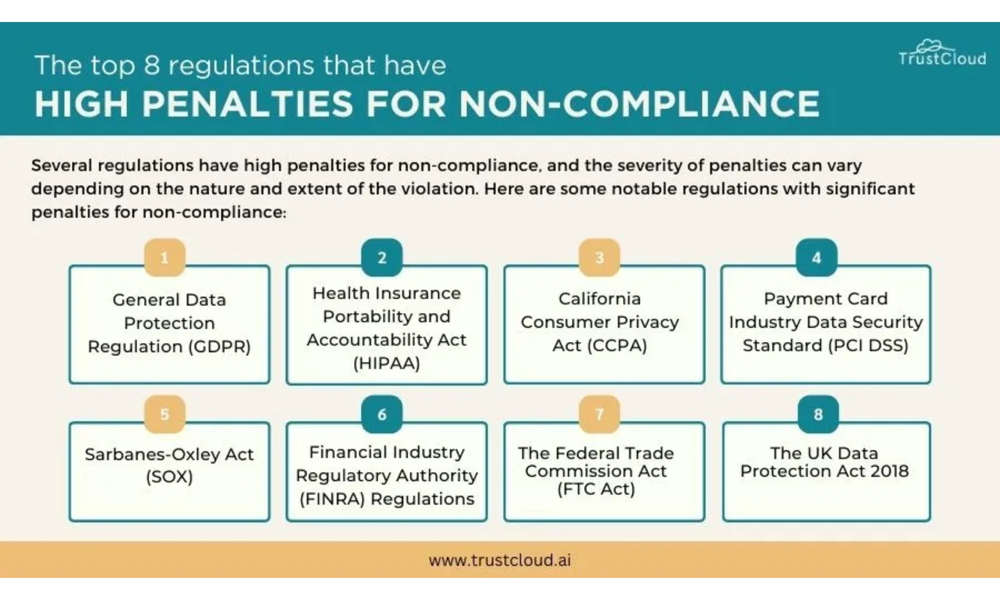 The top 8 regulations that have
HIGH PENALTIES FOR NON-COMPLIANCE
TrustCloud
Several regulations have high penalties for non-compliance, and the severity of penalties can vary
depending on the nature and extent of the violation. Here are some notable regulations with significant
penalties for non-compliance:
1
General Data
Protection
Regulation (GDPR)
2
Health Insurance
Portability and
Accountability Act
(HIPAA)
3
California
Consumer Privacy
Act (CCPA)
4
Payment Card
Industry Data Security
Standard (PCI DSS)
5
Sarbanes-Oxley Act
(SOX)
6
Financial Industry
Regulatory Authority
(FINRA) Regulations
7
The Federal Trade
Commission Act
(FTC Act)
8
The UK Data
Protection Act 2018
www.trustcloud.ai